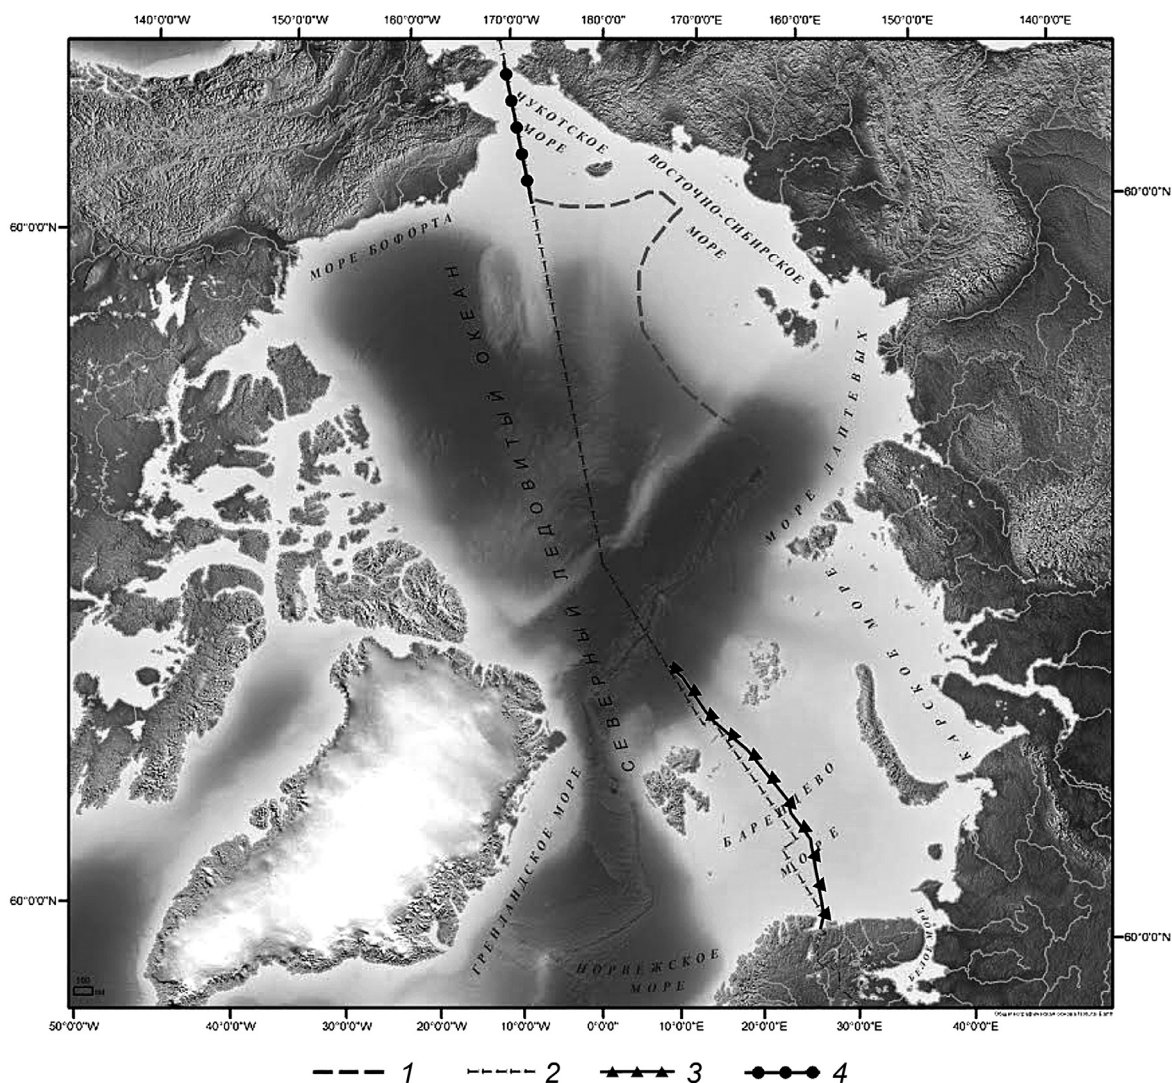 140°0'0"W 150°0'0"W 160°0'0"W 170°0'0"W 180°0'0" 170°0'0"E 160°0'0"E 150°0'0"E 140°0'0"E
ЧУКОТСКОЕ
МОРЕ
ВОСТОЧНО-СИБИРСКОЕ
МОРЕ
60°0'0"N
60°0'0"N
МОРЕ БОФОРТА
СЕВЕРНЫЙ ЛЕДОВИТЫЙ ОКЕАН
МОРЕ ЛАПТЕВЫХ
КАРСКОЕ МОРЕ
БАРЕНЦЕВО
МОРЕ
ГРЕНЛАНДСКОЕ МОРЕ
60°0'0"N
60°0'0"N
БЕЛОЕ МОРЕ
НОРВЕЖСКОЕ
МОРЕ
100
50°0'0"W 40°0'0"W 30°0'0"W 20°0'0"W 10°0'0"W 0°0'0" 10°0'0"E 20°0'0"E 30°0'0"E 40°0'0"E
1 2 3 4